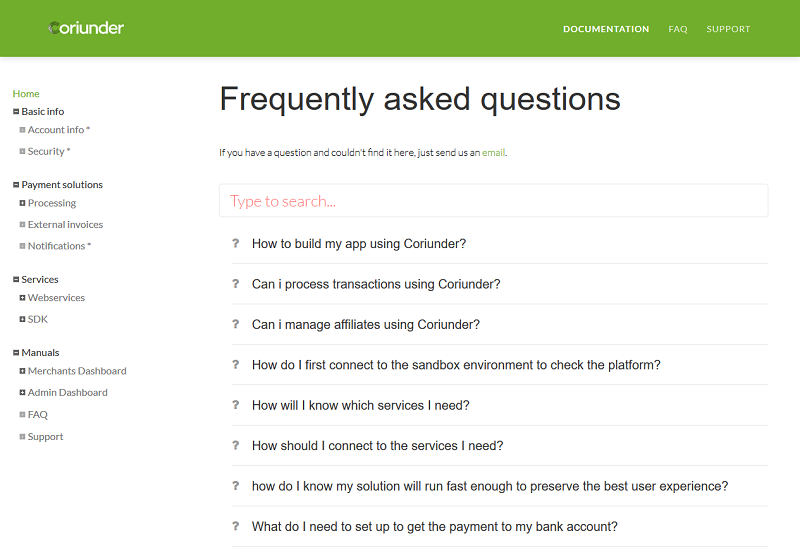 Coriunder
DOCUMENTATION FAQ SUPPORT
Home
Basic info
Account info *
Security *
Payment solutions
Processing
External invoices
Notifications *
Services
Webservices
SDK
Manuals
Merchants Dashboard
Admin Dashboard
FAQ
Support
Frequently asked questions
If you have a question and couldn't find it here, just send us an email.
Type to search...
? How to build my app using Coriunder?
? Can i process transactions using Coriunder?
? Can i manage affiliates using Coriunder?
? How do I first connect to the sandbox environment to check the platform?
? How will I know which services I need?
? How should I connect to the services I need?
? how do I know my solution will run fast enough to preserve the best user experience?
? What do I need to set up to get the payment to my bank account?